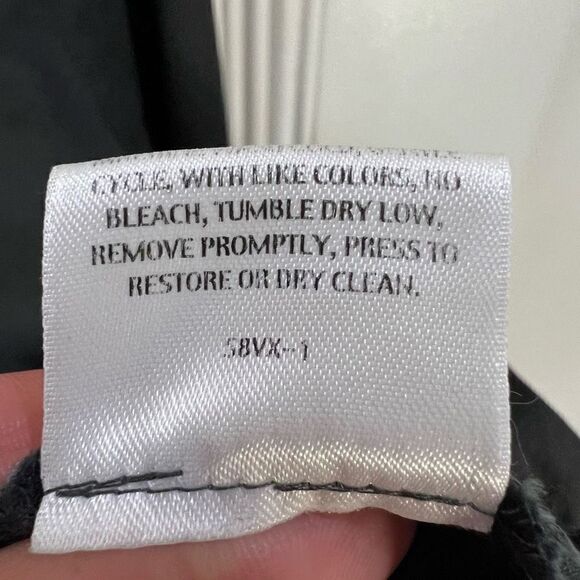 CYCLE, WITH LIKE COLORS, NO
BLEACH, TUMBLE DRY LOW,
REMOVE PROMPTLY, PRESS TO
RESTORE OR DRY CLEAN.
58VX-1